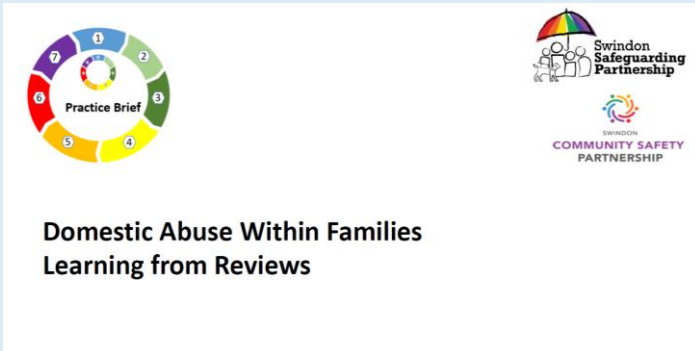 1
2
3
4
5
6
7
Practice Brief
Swindon
Safeguarding
Partnership
SWINDON
COMMUNITY SAFETY
PARTNERSHIP
Domestic Abuse Within Families
Learning from Reviews